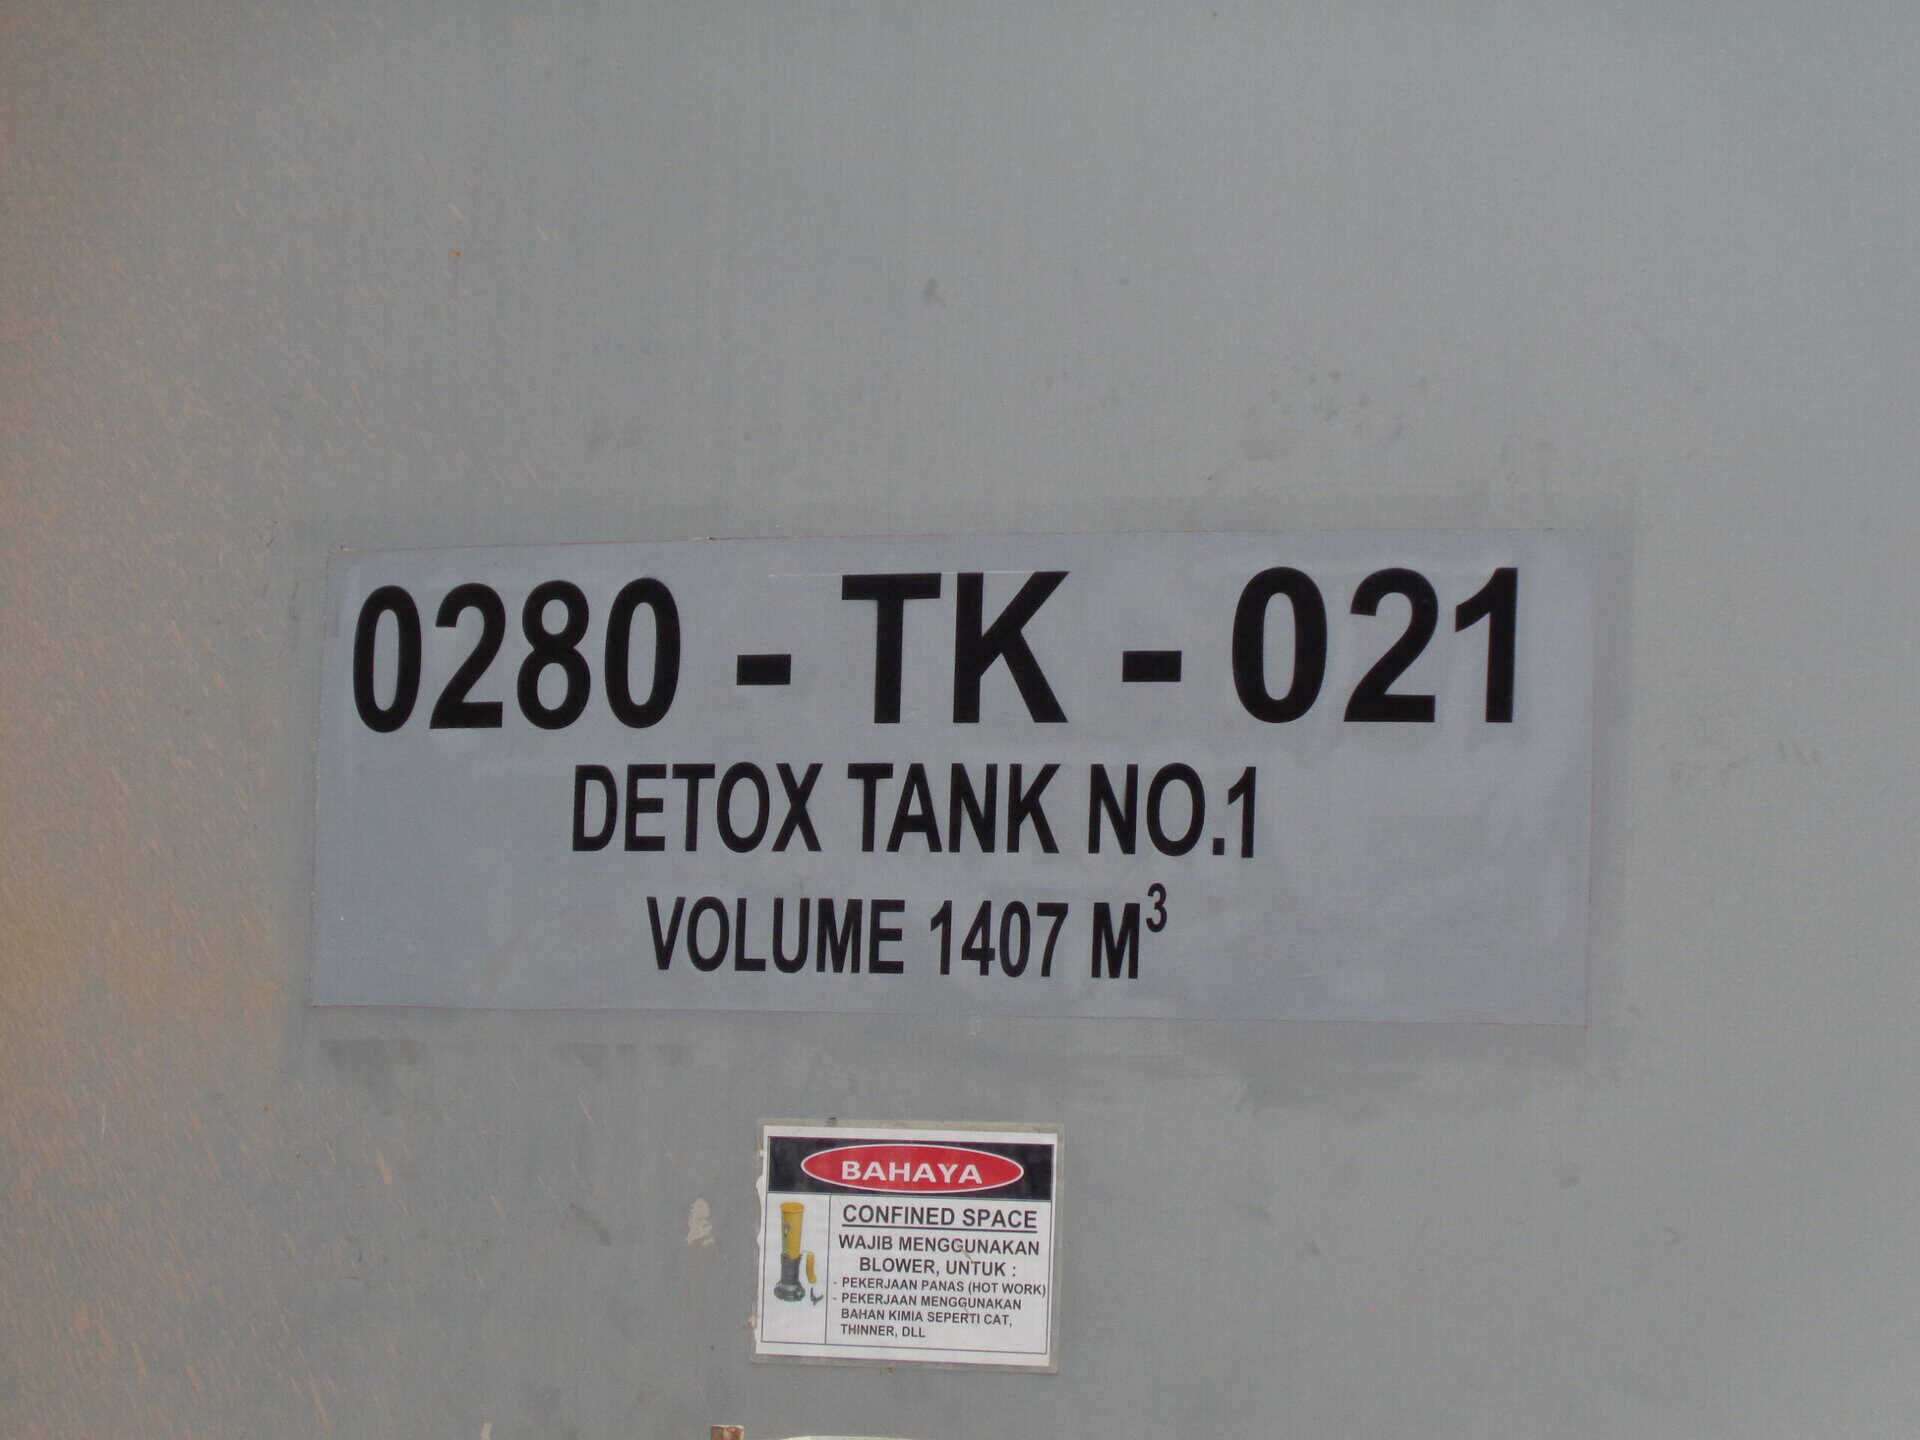 0280 - TK - 021
DETOX TANK NO.1
VOLUME 1407 M³
BAHAYA
CONFINED SPACE
WAJIB MENGGUNAKAN
BLOWER, UNTUK :
- PEKERJAAN PANAS (HOT WORK)
- PEKERJAAN MENGGUNAKAN
BAHAN KIMIA SEPERTI CAT,
THINNER, DLL